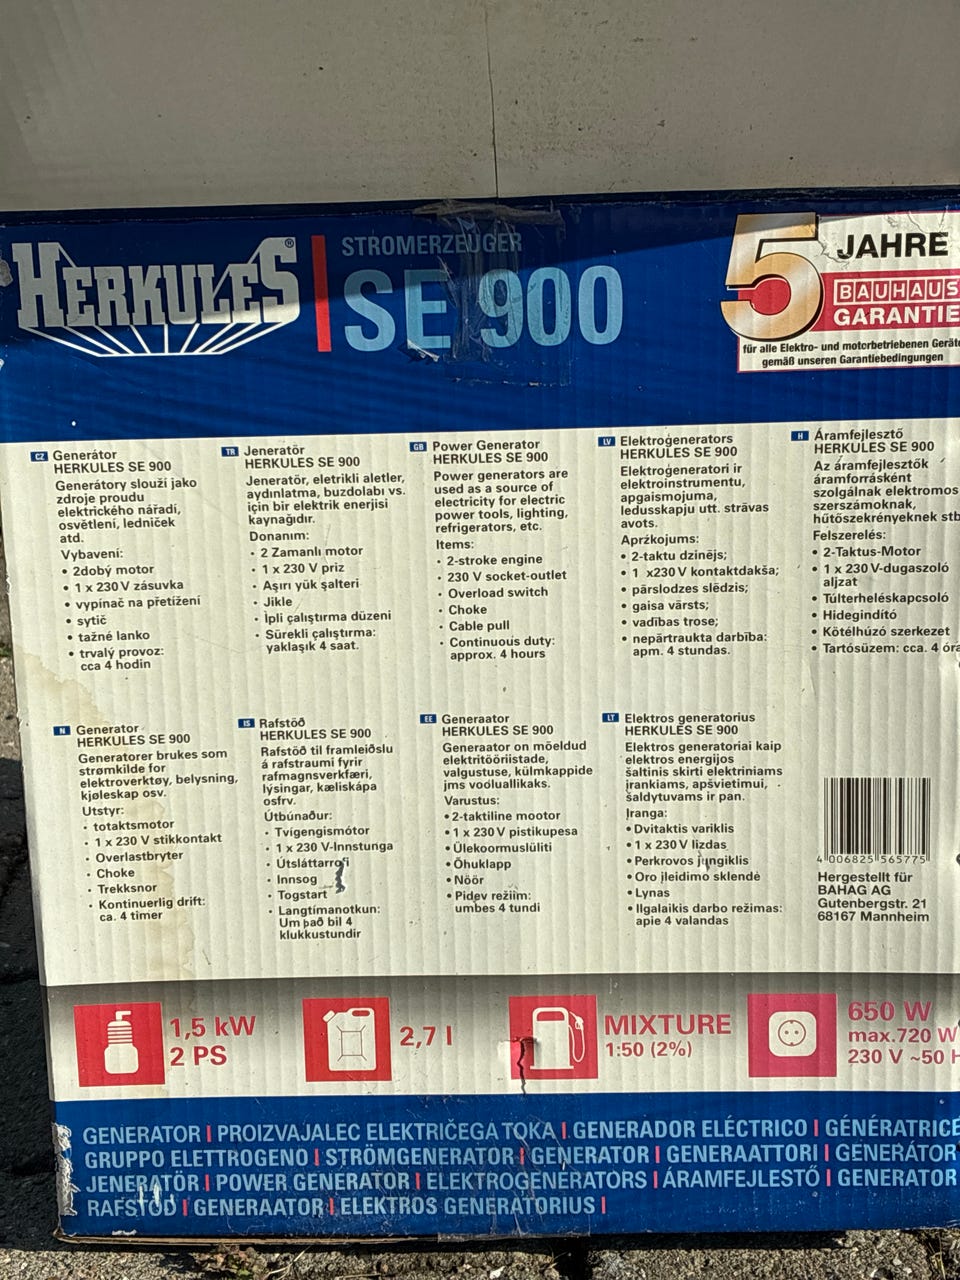 HERKULES®
STROMERZEUGER
SE 900
5 JAHRE
BAUHAUS
GARANTIE
für alle Elektro- und motorbetriebenen Geräte
gemäß unseren Garantiebedingungen
CZ Generátor
HERKULES SE 900
Generátory slouží jako
zdroje proudu
elektrického nářadí,
osvětlení, ledniček
atd.
Vybavení:
• 2dobý motor
• 1 x 230 V zásuvka
• vypínač na přetížení
• sytič
• tažné lanko
• trvalý provoz:
cca 4 hodin
TR Jeneratör
HERKULES SE 900
Jeneratör, eletrikli aletler,
aydınlatma, buzdolabı vs.
için bir elektrik enerjisi
kaynağıdır.
Donanım:
• 2 Zamanlı motor
• 1 x 230 V priz
• Aşırı yük şalteri
• Jikle
• İpli çalıştırma düzeni
• Sürekli çalıştırma:
yaklaşık 4 saat.
GB Power Generator
HERKULES SE 900
Power generators are
used as a source of
electricity for electric
power tools, lighting,
refrigerators, etc.
Items:
• 2-stroke engine
• 230 V socket-outlet
• Overload switch
• Choke
• Cable pull
• Continuous duty:
approx. 4 hours
LV Elektroģenerators
HERKULES SE 900
Elektroģeneratori ir
elektroinstrumentu,
apgaismojuma,
ledusskapju utt. strāvas
avots.
Aprżkojums:
• 2-taktu dzinējs;
• 1 x230 V kontaktdakša;
• pārslodzes slēdzis;
• gaisa vārsts;
• vadības trose;
• nepārtraukta darbība:
apm. 4 stundas.
H Áramfejlesztő
HERKULES SE 900
Az áramfejlesztők
áramforrásként
szolgálnak elektromos
szerszámoknak,
hűtőszekrényeknek stb
Felszerelés:
• 2-Taktus-Motor
• 1 x 230 V-dugaszoló
aljzat
• Túlterheléskapcsoló
• Hidegindító
• Kötélhúzó szerkezet
• Tartósüzem: cca. 4 óra
N Generator
HERKULES SE 900
Generatorer brukes som
strømkilde for
elektroverktøy, belysning,
kjøleskap osv.
Utstyr:
• totaktsmotor
• 1 x 230 V stikkontakt
• Overlastbryter
• Choke
• Trekksnor
• Kontinuerlig drift:
ca. 4 timer
IS Rafstöð
HERKULES SE 900
Rafstöð til framleiðslu
á rafstraumi fyrir
rafmagnsverkfæri,
lýsingar, kæliskápa
osfrv.
Útbúnaður:
• Tvígengismótor
• 1 x 230 V-Innstunga
• Útsláttarrofi
• Innsog
• Togstart
• Langtímanotkun:
Um það bil 4
klukkustundir
EE Generaator
HERKULES SE 900
Generaator on mõeldud
elektritööriistade,
valgustuse, külmkappide
jms vooluallikaks.
Varustus:
• 2-taktiline mootor
• 1 x 230 V pistikupesa
• Ülekoormuslüliti
• Õhuklapp
• Nöör
• Pidev režiim:
umbes 4 tundi
LT Elektros generatorius
HERKULES SE 900
Elektros generatoriai kaip
elektros energijos
šaltinis skirti elektriniams
įrankiams, apšvietimui,
šaldytuvams ir pan.
Įranga:
• Dvitaktis variklis
• 1 x 230 V lizdas
• Perkrovos jungiklis
• Oro įleidimo sklendė
• Lynas
• Ilgalaikis darbo režimas:
apie 4 valandas
4 006825 565775
Hergestellt für
BAHAG AG
Gutenbergstr. 21
68167 Mannheim
1,5 kW
2 PS
2,7 l
MIXTURE
1:50 (2%)
650 W
max.720 W
230 V ~50 H
GENERATOR | PROIZVAJALEC ELEKTRIČEGA TOKA | GENERADOR ELÉCTRICO | GÉNÉRATRICE
GRUPPO ELETTROGENO | STRÖMGENERATOR | GENERATOR | GENERAATTORI | GENERÁTOR
JENERATÖR | POWER GENERATOR | ELEKTROGENERATORS | ÁRAMFEJLESTŐ | GENERATOR
RAFSTÖÐ | GENERAATOR | ELEKTROS GENERATORIUS |